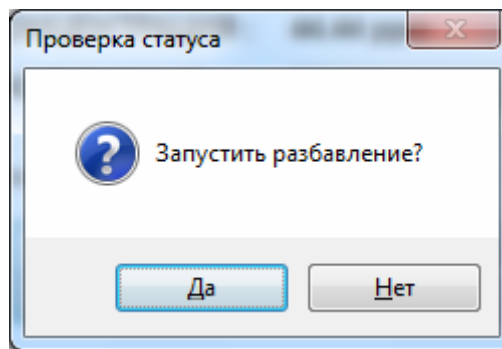 Проверка статуса
Запустить разбавление?
Да
Нет